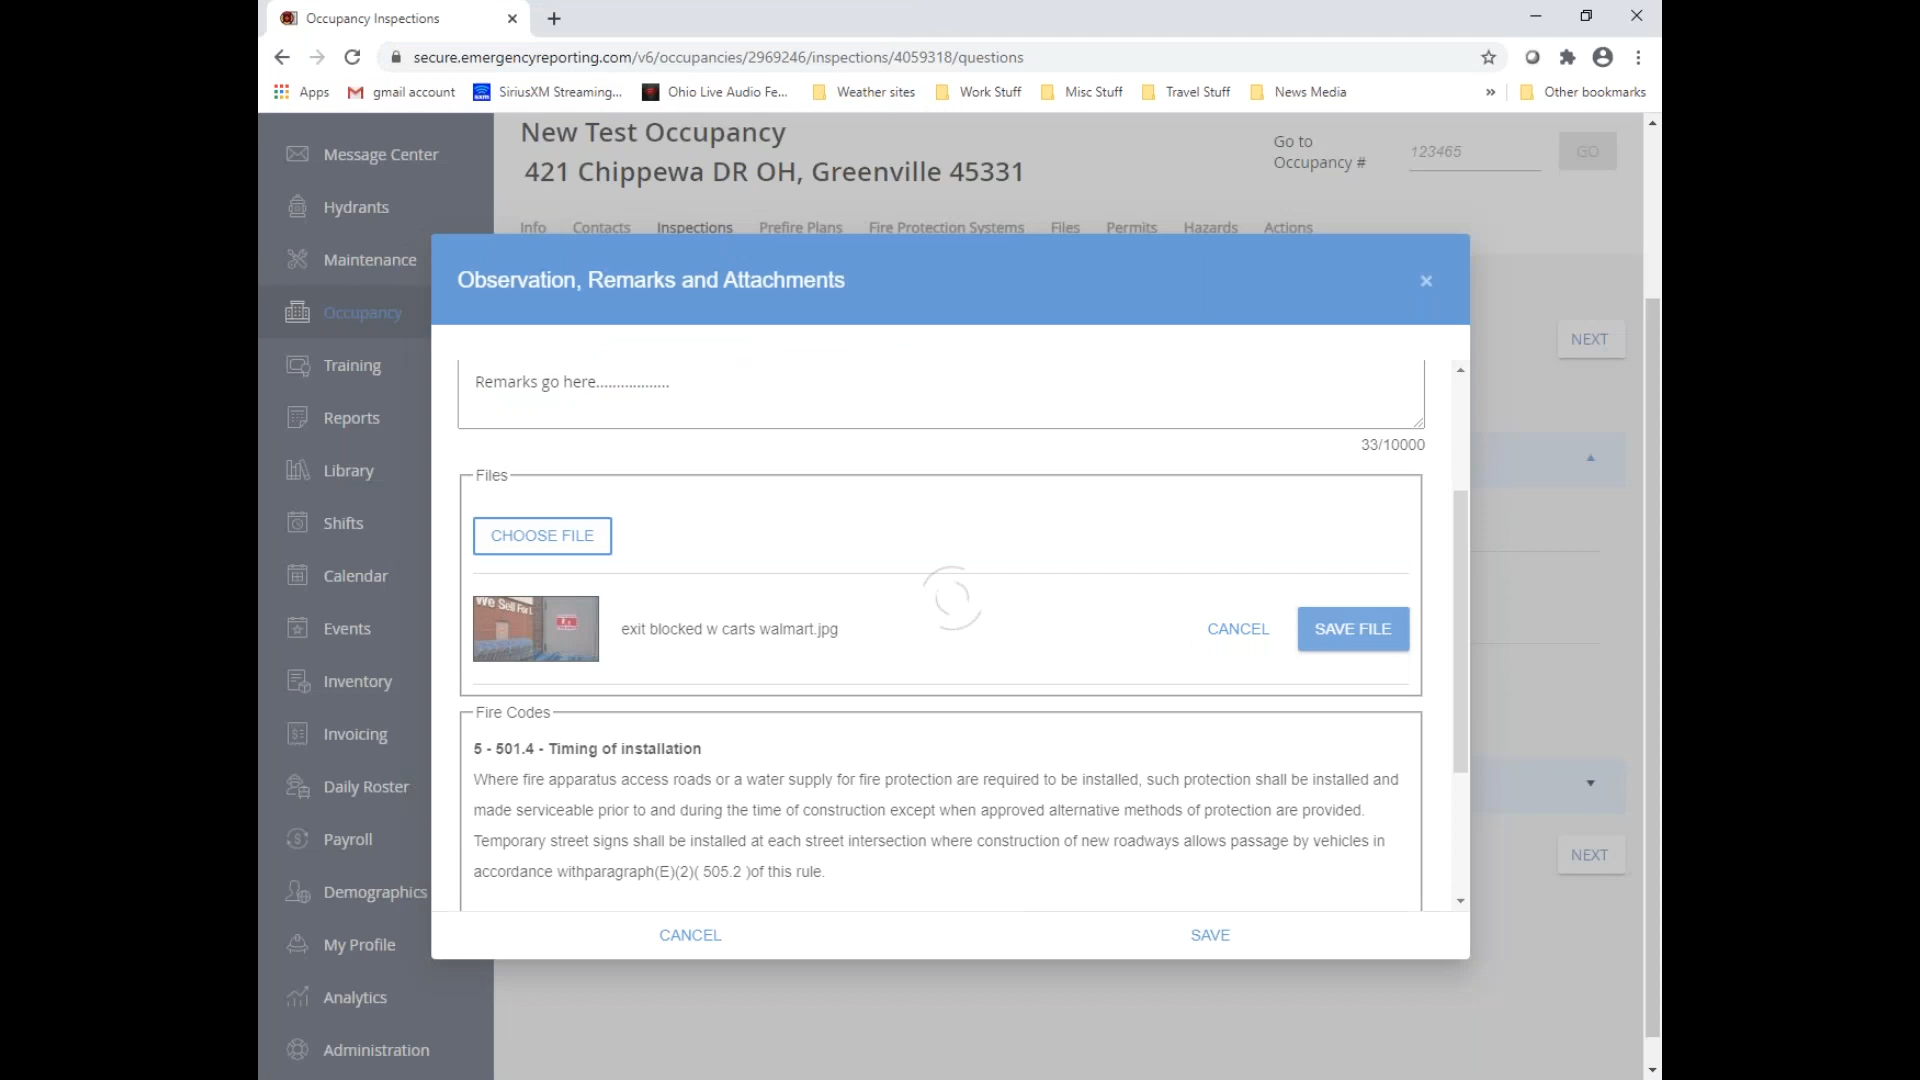 Occupancy Inspections
secure.emergencyreporting.com/v6/occupancies/2969246/inspections/4059318/questions
Apps gmail account SiriusXM Streaming... Ohio Live Audio Fe... Weather sites Work Stuff Misc Stuff Travel Stuff News Media » Other bookmarks
New Test Occupancy
421 Chippewa DR OH, Greenville 45331
Go to
Occupancy #
123465
GO
Info Contacts Inspections Prefire Plans Fire Protection Systems Files Permits Hazards Actions
Message Center
Hydrants
Maintenance
Occupancy
Training
Reports
Library
Shifts
Calendar
Events
Inventory
Invoicing
Daily Roster
Payroll
Demographics
My Profile
Analytics
Administration
Observation, Remarks and Attachments
NEXT
Remarks go here..................
33/10000
Files
CHOOSE FILE
We Sell For L
exit blocked w carts walmart.jpg
CANCEL
SAVE FILE
Fire Codes
5 - 501.4 - Timing of installation
Where fire apparatus access roads or a water supply for fire protection are required to be installed, such protection shall be installed and
made serviceable prior to and during the time of construction except when approved alternative methods of protection are provided.
Temporary street signs shall be installed at each street intersection where construction of new roadways allows passage by vehicles in
accordance withparagraph(E)(2)( 505.2 )of this rule.
NEXT
CANCEL
SAVE